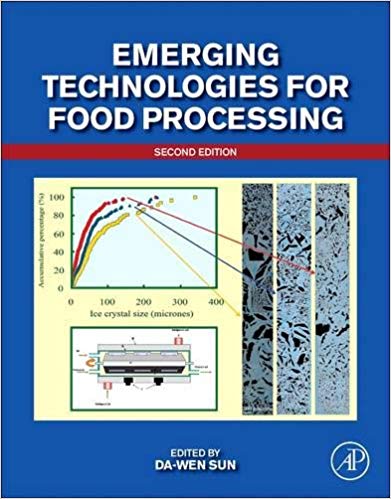 EMERGING
TECHNOLOGIES FOR
FOOD PROCESSING
SECOND EDITION
Accumulative percentage (%)
100
80
60
40
20
0
0 100 200 300 400
Ice crystal size (micrones)
EDITED BY
DA-WEN SUN
AP